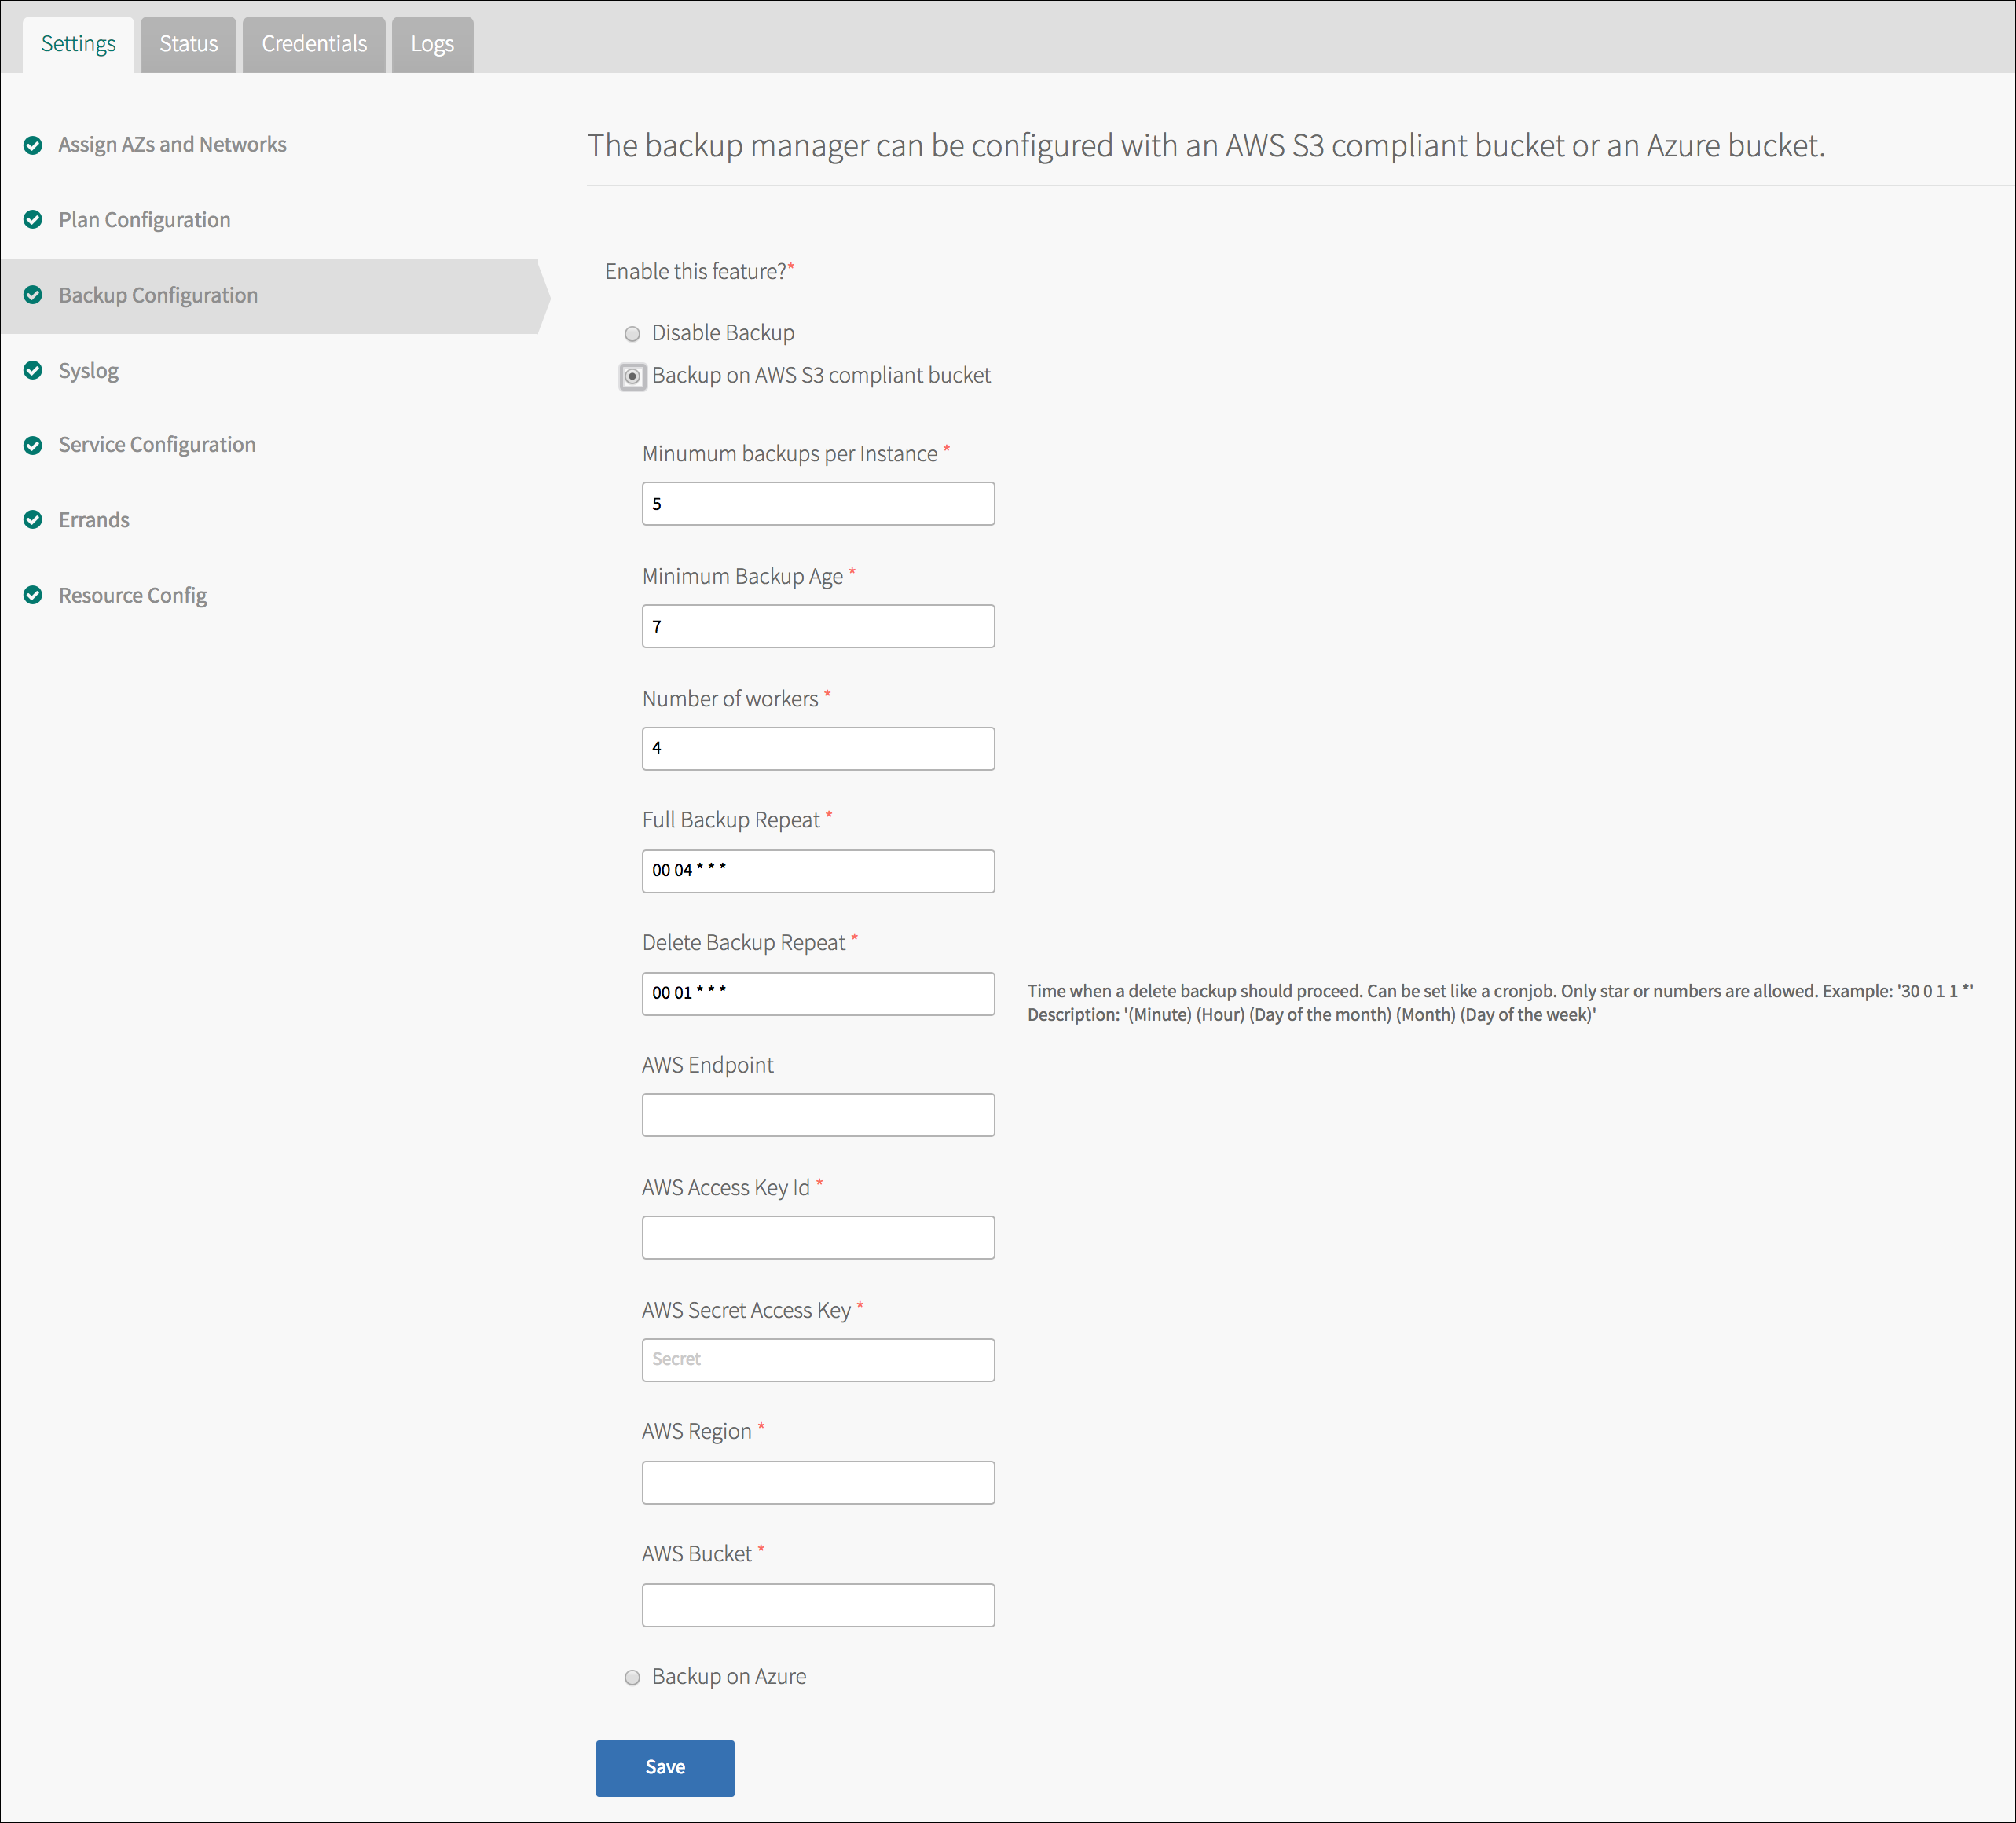 Settings
Status
Credentials
Logs
Assign AZs and Networks
Plan Configuration
Backup Configuration
Syslog
Service Configuration
Errands
Resource Config
The backup manager can be configured with an AWS S3 compliant bucket or an Azure bucket.
Enable this feature?*
Disable Backup
Backup on AWS S3 compliant bucket
Minumum backups per Instance *
5
Minimum Backup Age *
7
Number of workers *
4
Full Backup Repeat *
00 04 * * *
Delete Backup Repeat *
00 01 * * *
Time when a delete backup should proceed. Can be set like a cronjob. Only star or numbers are allowed. Example: '30 0 1 1 *'
Description: '(Minute) (Hour) (Day of the month) (Month) (Day of the week)'
AWS Endpoint
AWS Access Key Id *
AWS Secret Access Key *
Secret
AWS Region *
AWS Bucket *
Backup on Azure
Save